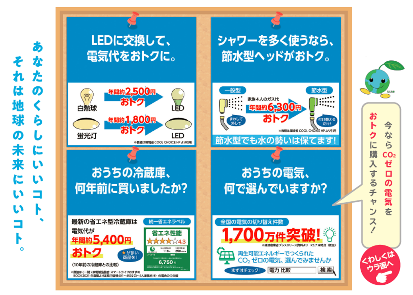 あなたのくらしにいいコト、
それは地球の未来にいいコト。
LEDに交換して、
電気代をおトクに。
白熱球
年間約2,500円
おトク
LED
蛍光灯
年間約1,800円
おトク
LED
シャワーを多く使うなら、
節水型ヘッドがおトク。
一般型
節水型
年間約6,300円
おトク
節水型でも水の勢いは保てます!
おうちの冷蔵庫、
何年前に買いましたか?
最新の省エネ型冷蔵庫は
電気代が
年間約5,400円
おトク
統一省エネラベル
省エネ性能
おうちの電気、
何で選んでいますか?
全国の電気の切り替え件数
1,700万件突破!
再生可能エネルギーでつくられた
CO₂ゼロの電気、選んでみませんか
電力 比較
検索
今ならCO₂ゼロの電気を
おトクに購入するチャンス!
くわしくは
ウラ面へ